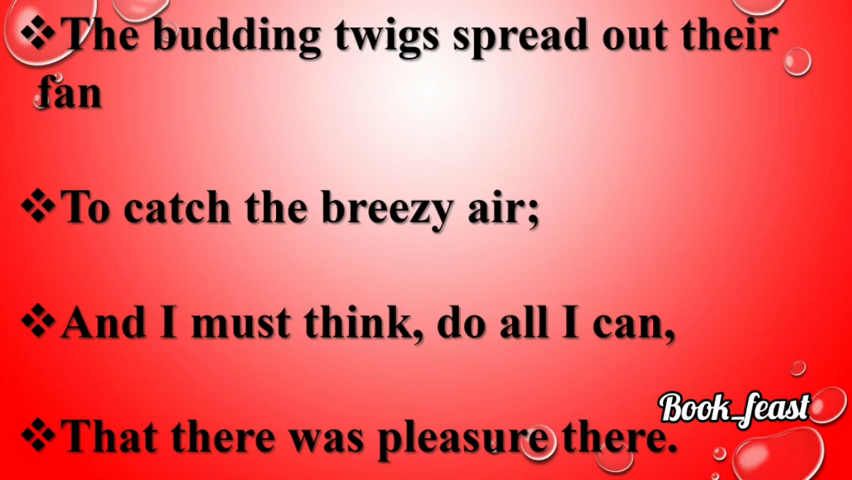 ❖The budding twigs spread out their
fan
❖To catch the breezy air;
❖And I must think, do all I can,
Book_feast
❖That there was pleasure there.